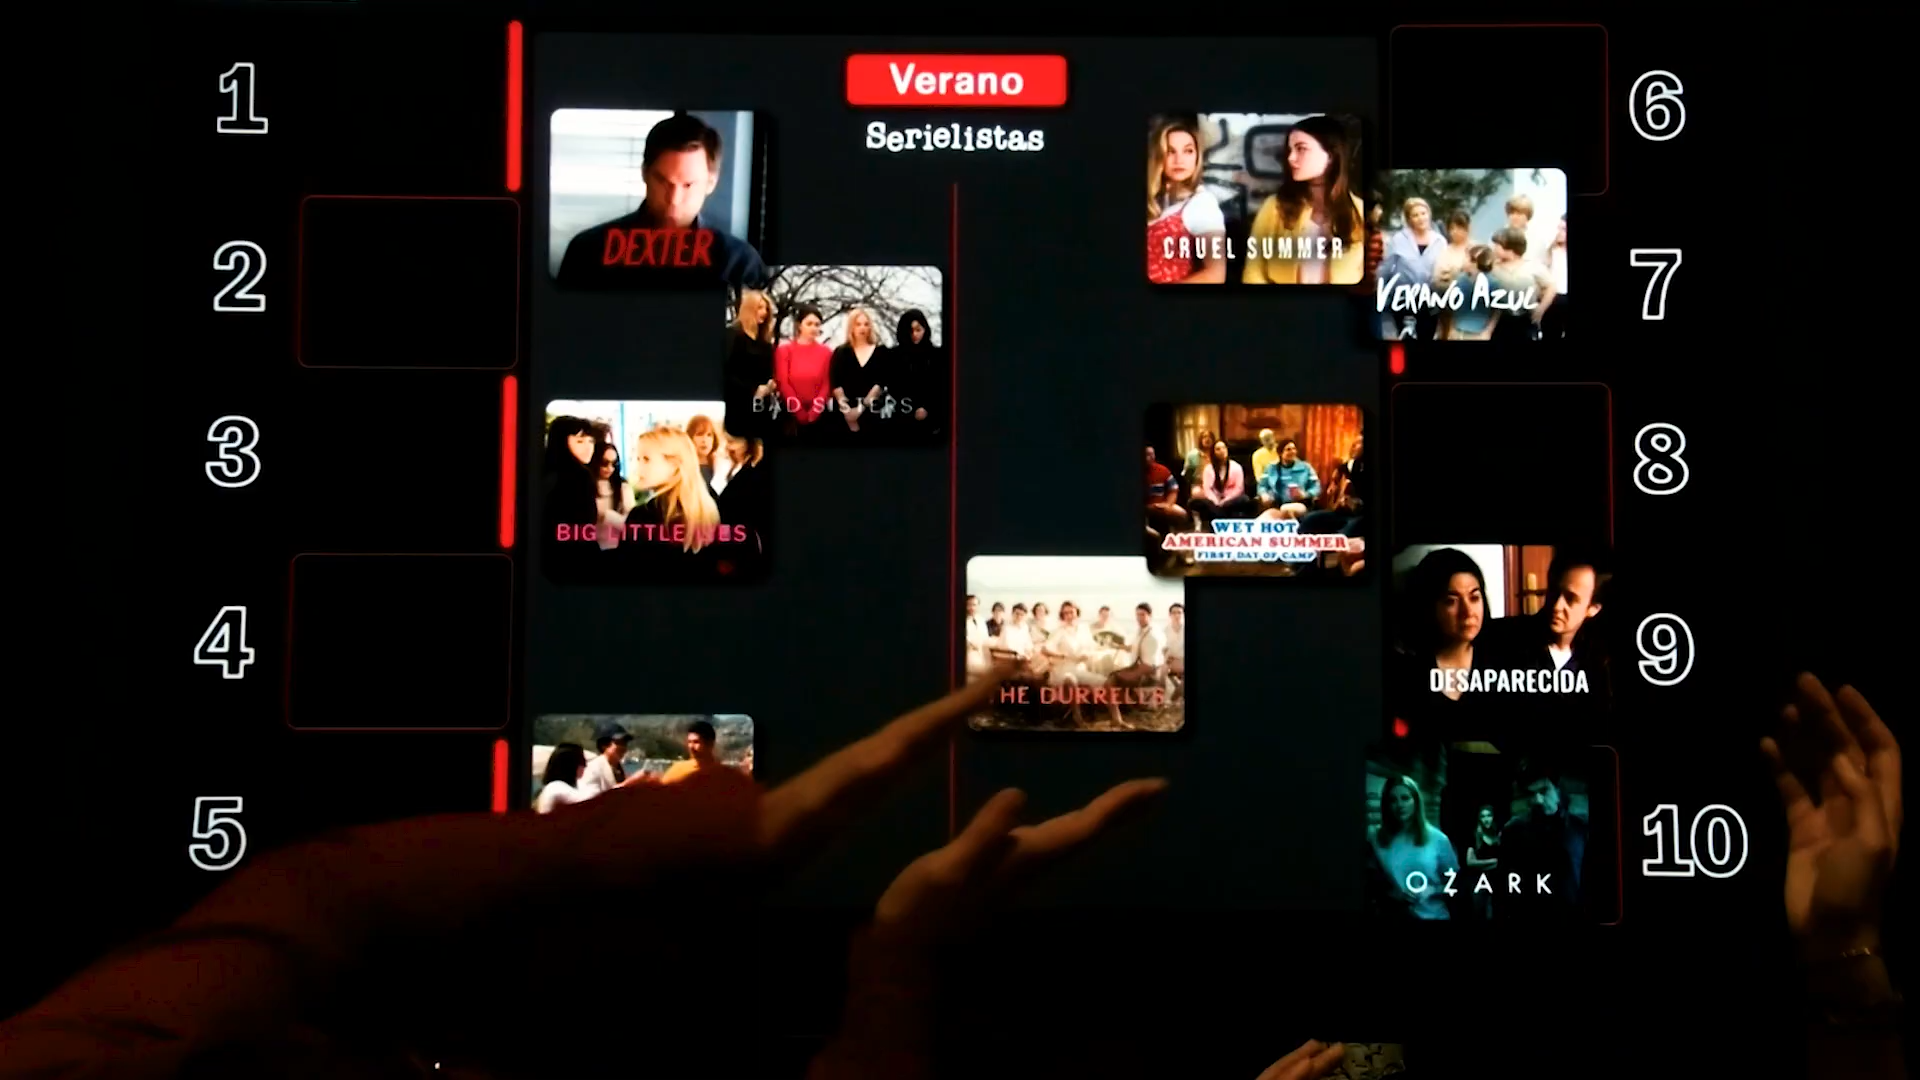 Verano
Serielistas
1
2
3
4
5
6
7
8
9
10
DEXTER
BAD SISTERS
BIG LITTLE LIES
CRUEL SUMMER
VERANO AZUL
WET HOT
AMERICAN SUMMER
FIRST DAY OF CAMP
THE DURRELLS
DESAPARECIDA
OZARK